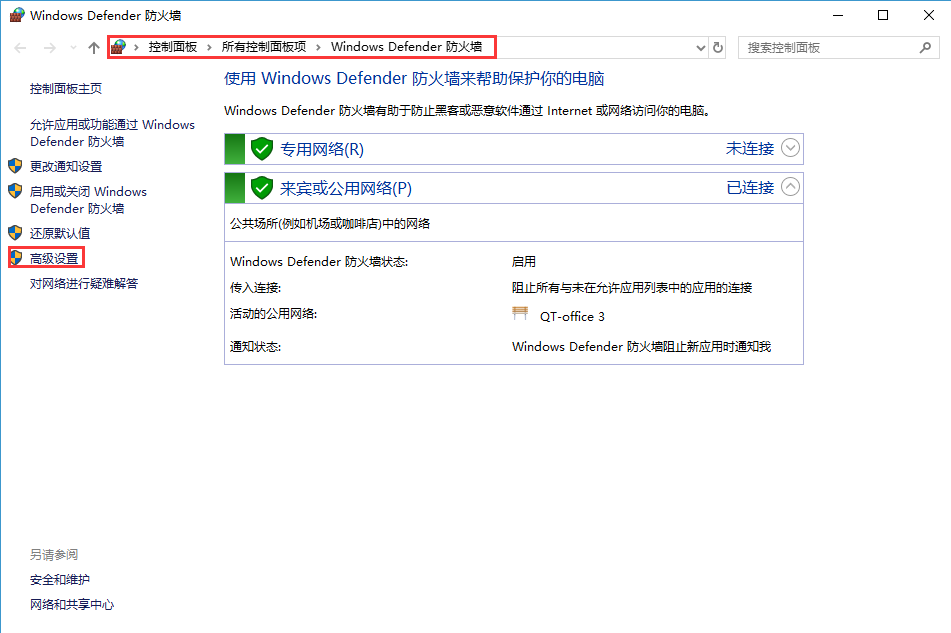 Windows Defender 防火墙
控制面板 › 所有控制面板项 › Windows Defender 防火墙
搜索控制面板
控制面板主页
允许应用或功能通过 Windows
Defender 防火墙
更改通知设置
启用或关闭 Windows
Defender 防火墙
还原默认值
高级设置
对网络进行疑难解答
使用 Windows Defender 防火墙来帮助保护你的电脑
Windows Defender 防火墙有助于防止黑客或恶意软件通过 Internet 或网络访问你的电脑。
专用网络(R) 未连接
来宾或公用网络(P) 已连接
公共场所(例如机场或咖啡店)中的网络
Windows Defender 防火墙状态: 启用
传入连接: 阻止所有与未在允许应用列表中的应用的连接
活动的公用网络: QT-office 3
通知状态: Windows Defender 防火墙阻止新应用时通知我
另请参阅
安全和维护
网络和共享中心